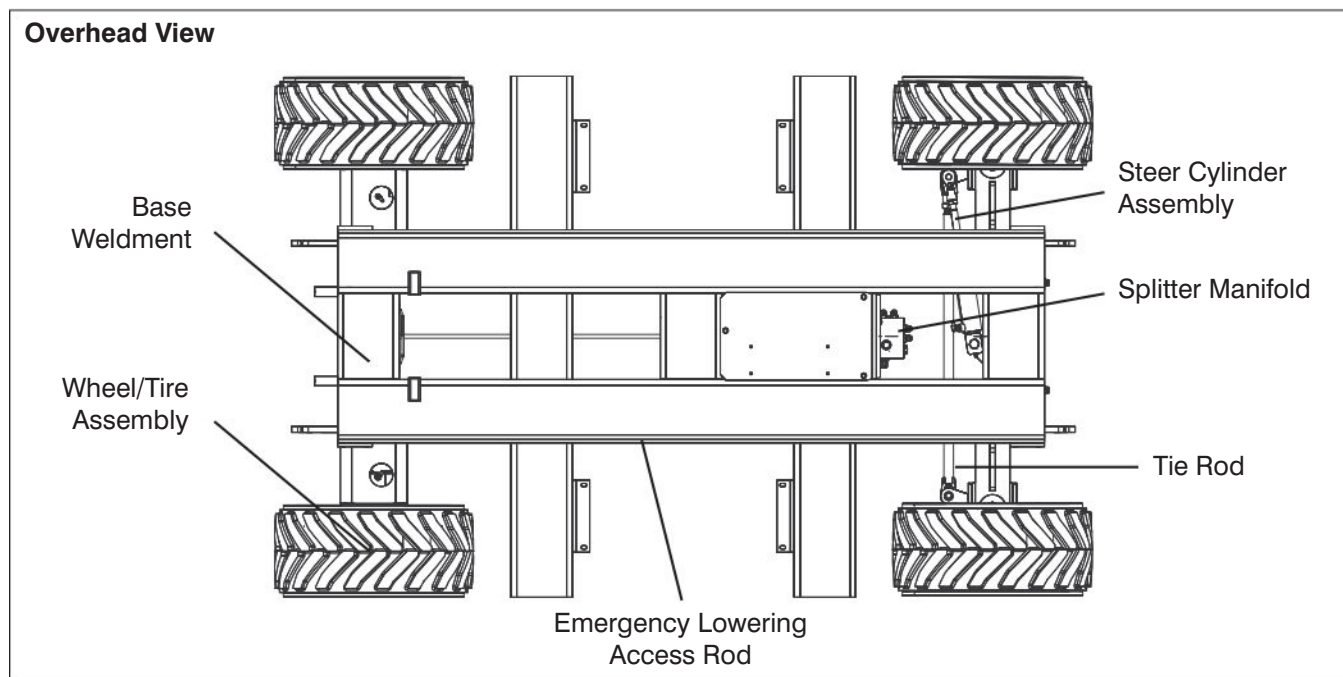 Overhead View
Base
Weldment
Wheel/Tire
Assembly
Steer Cylinder
Assembly
Splitter Manifold
Tie Rod
Emergency Lowering
Access Rod